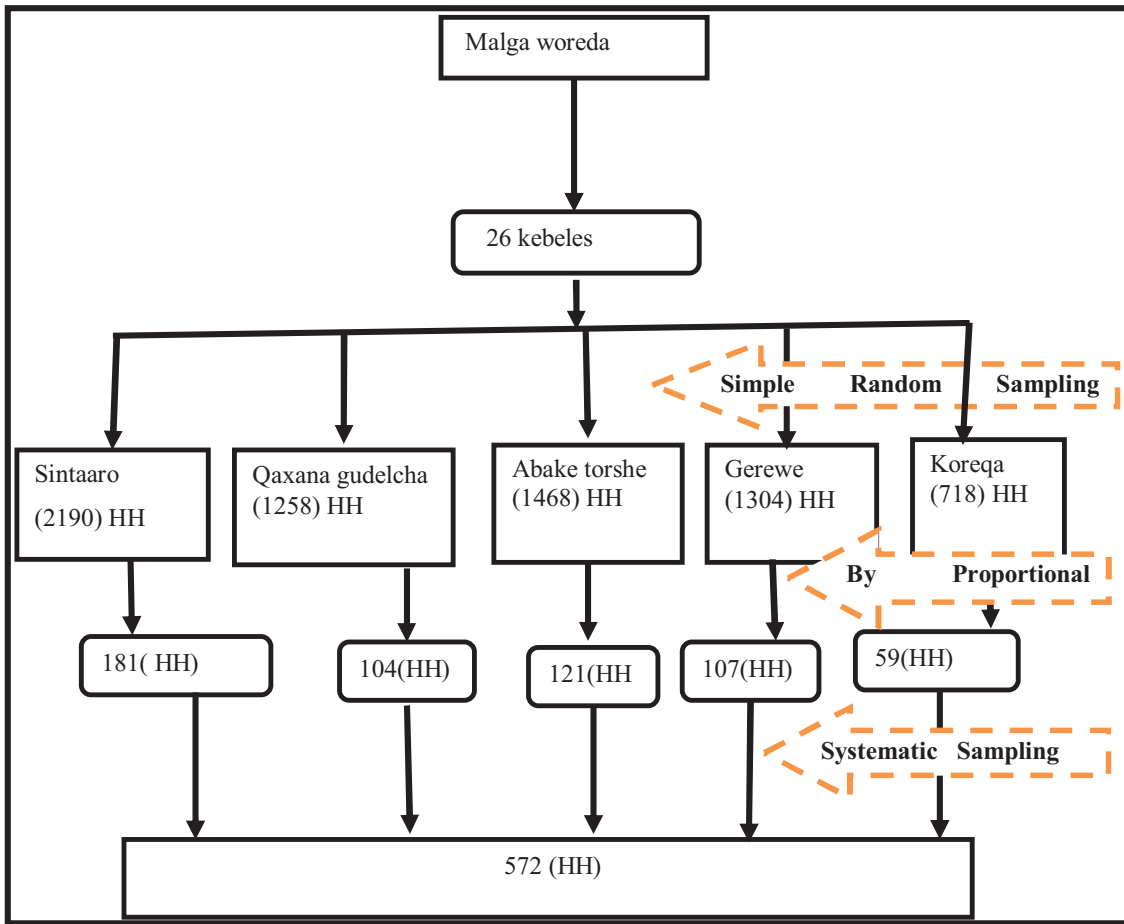 Malga woreda
26 kebeles
Simple Random Sampling
Sintaaro
(2190) HH
Qaxana gudelcha
(1258) HH
Abake torshe
(1468) HH
Gerewe
(1304) HH
Koreqa
(718) HH
By Proportional
181( HH)
104(HH)
121(HH
107(HH)
59(HH)
Systematic Sampling
572 (HH)